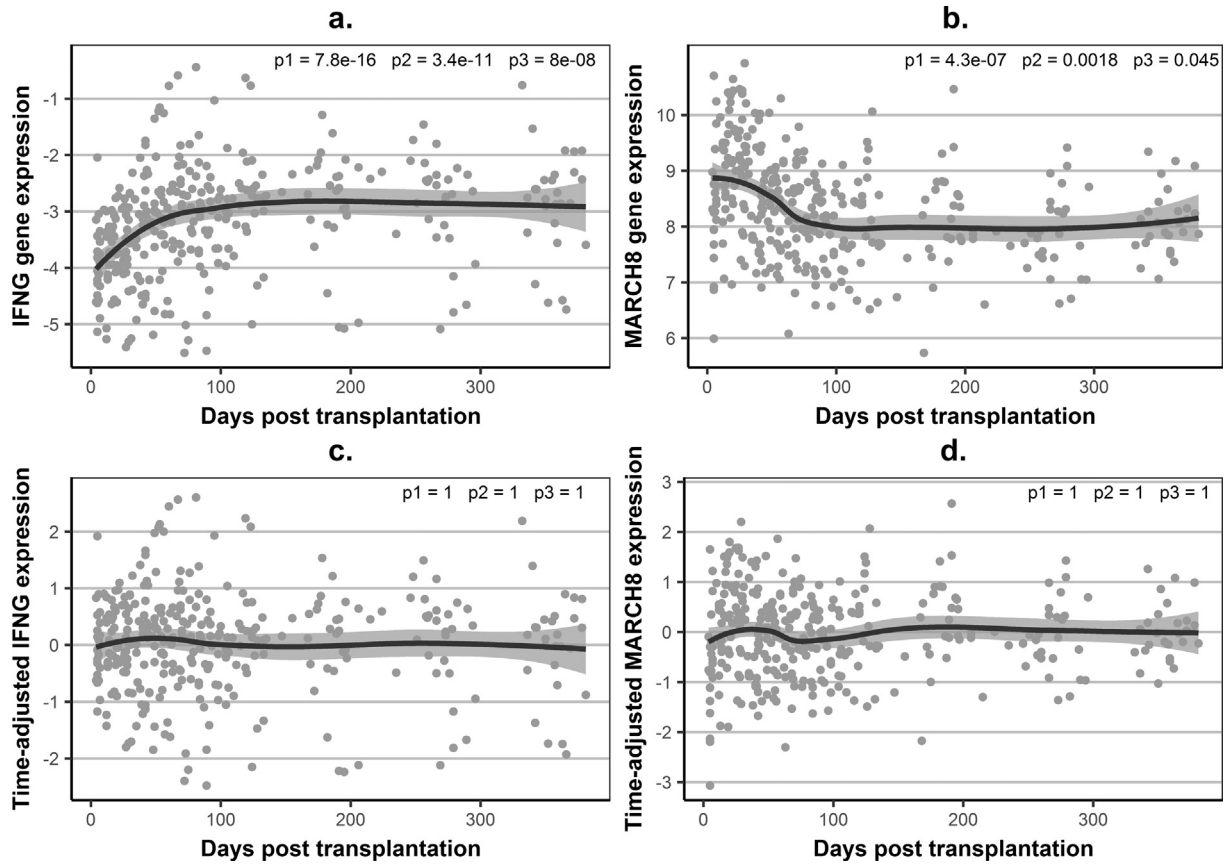 a.
p1 = 7.8e-16 p2 = 3.4e-11 p3 = 8e-08
IFNG gene expression
-1
-2
-3
-4
-5
0 100 200 300
Days post transplantation
b.
p1 = 4.3e-07 p2 = 0.0018 p3 = 0.045
MARCH8 gene expression
10
9
8
7
6
0 100 200 300
Days post transplantation
c.
p1 = 1 p2 = 1 p3 = 1
Time-adjusted IFNG expression
2
1
0
-1
-2
0 100 200 300
Days post transplantation
d.
p1 = 1 p2 = 1 p3 = 1
Time-adjusted MARCH8 expression
3
2
1
0
-1
-2
-3
0 100 200 300
Days post transplantation